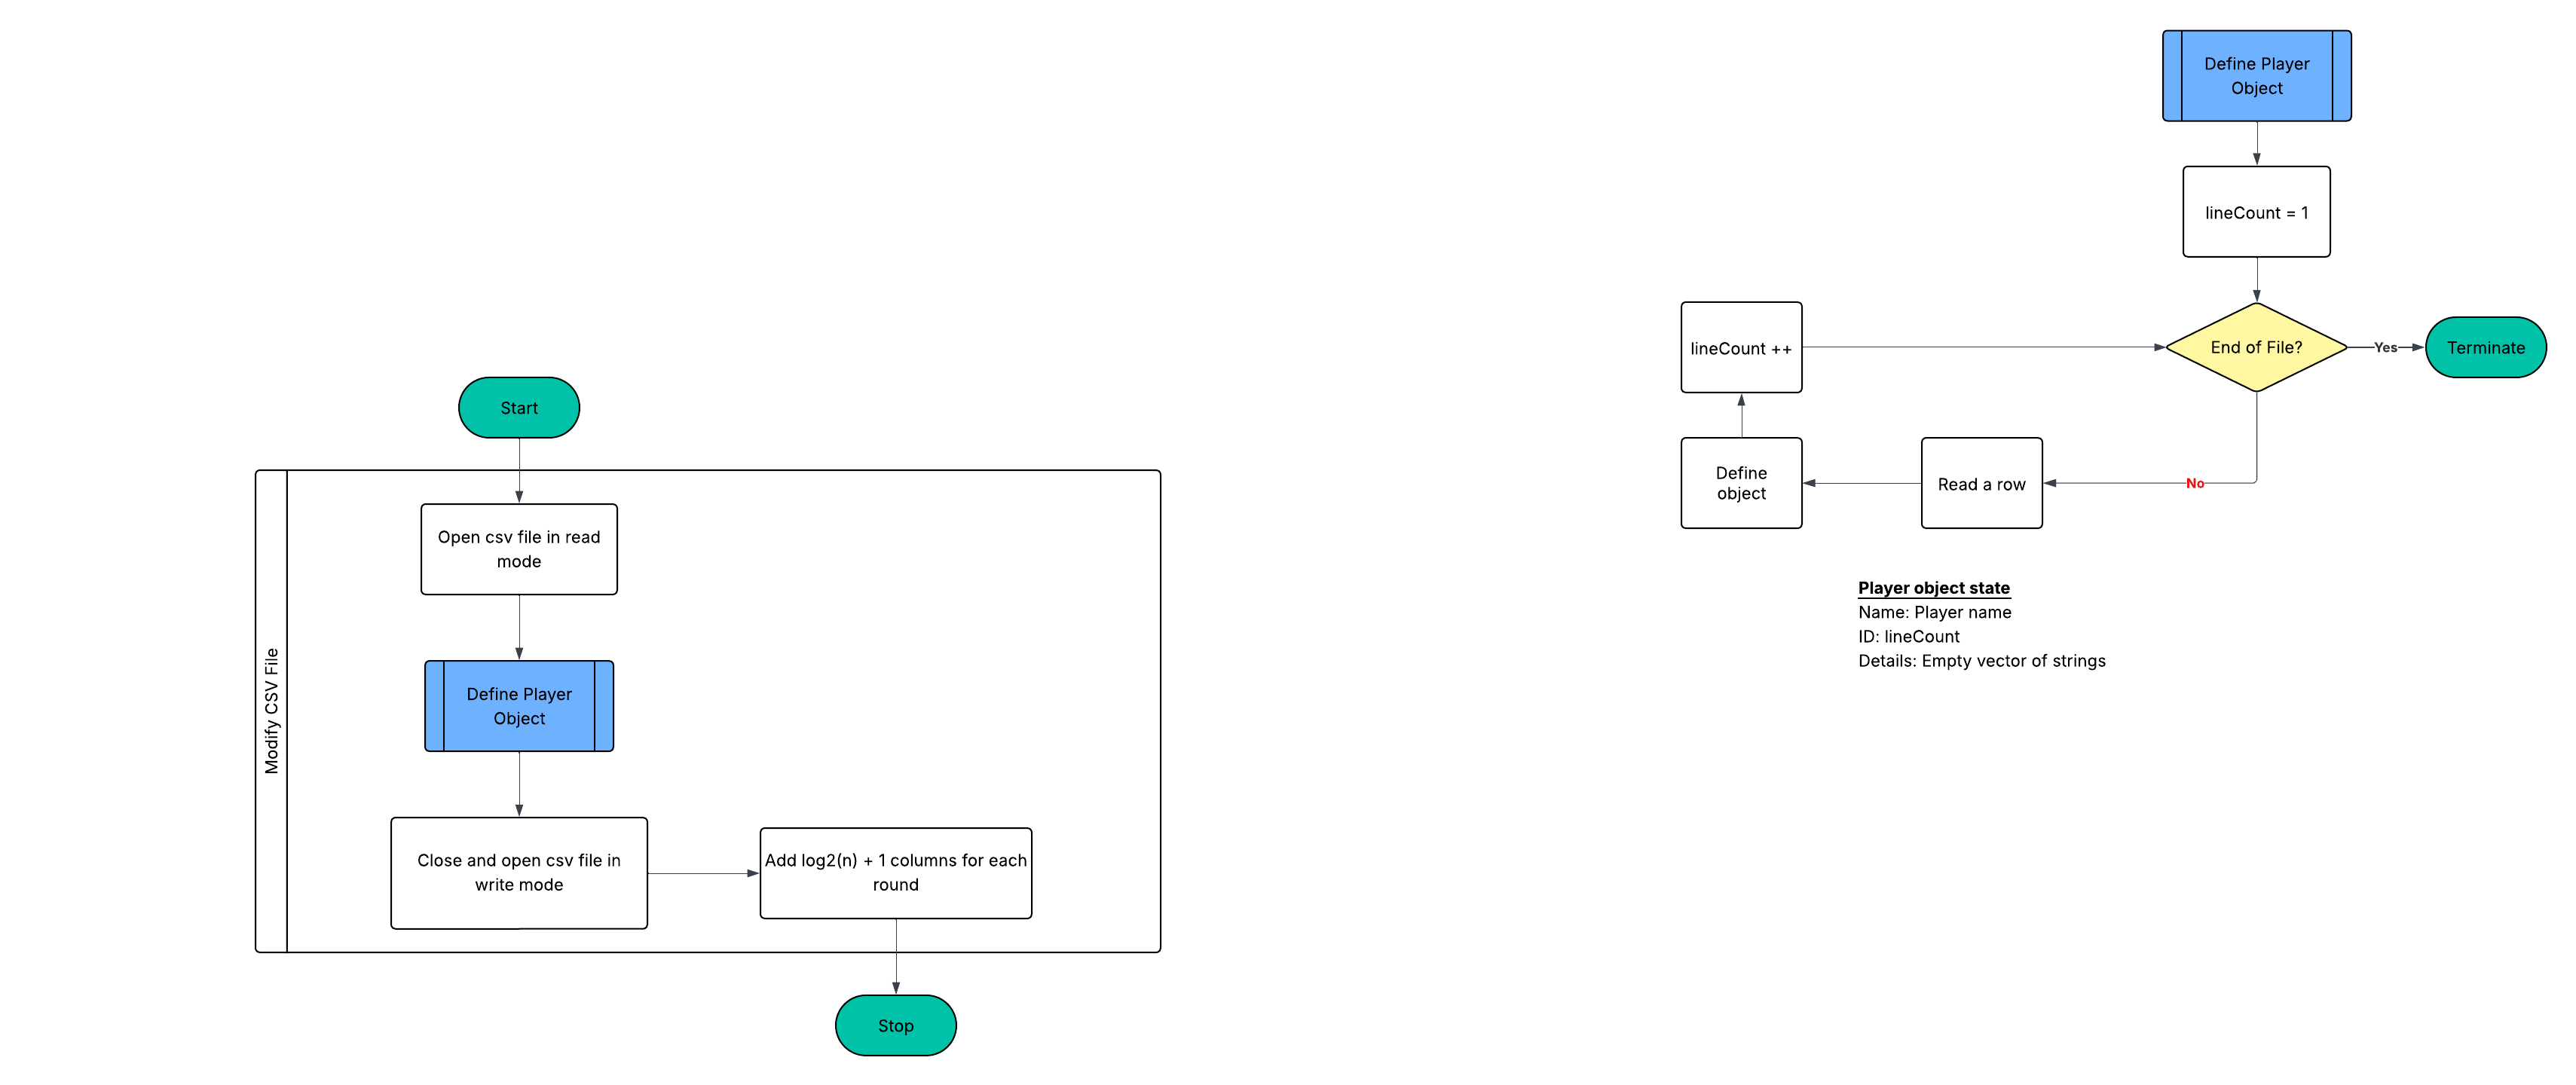 Start
Modify CSV File
Open csv file in read
mode
Define Player
Object
Close and open csv file in
write mode
Add log2(n) + 1 columns for each
round
Stop
Define Player
Object
lineCount = 1
End of File?
Yes
Terminate
No
Read a row
Define
object
lineCount ++
Player object state
Name: Player name
ID: lineCount
Details: Empty vector of strings